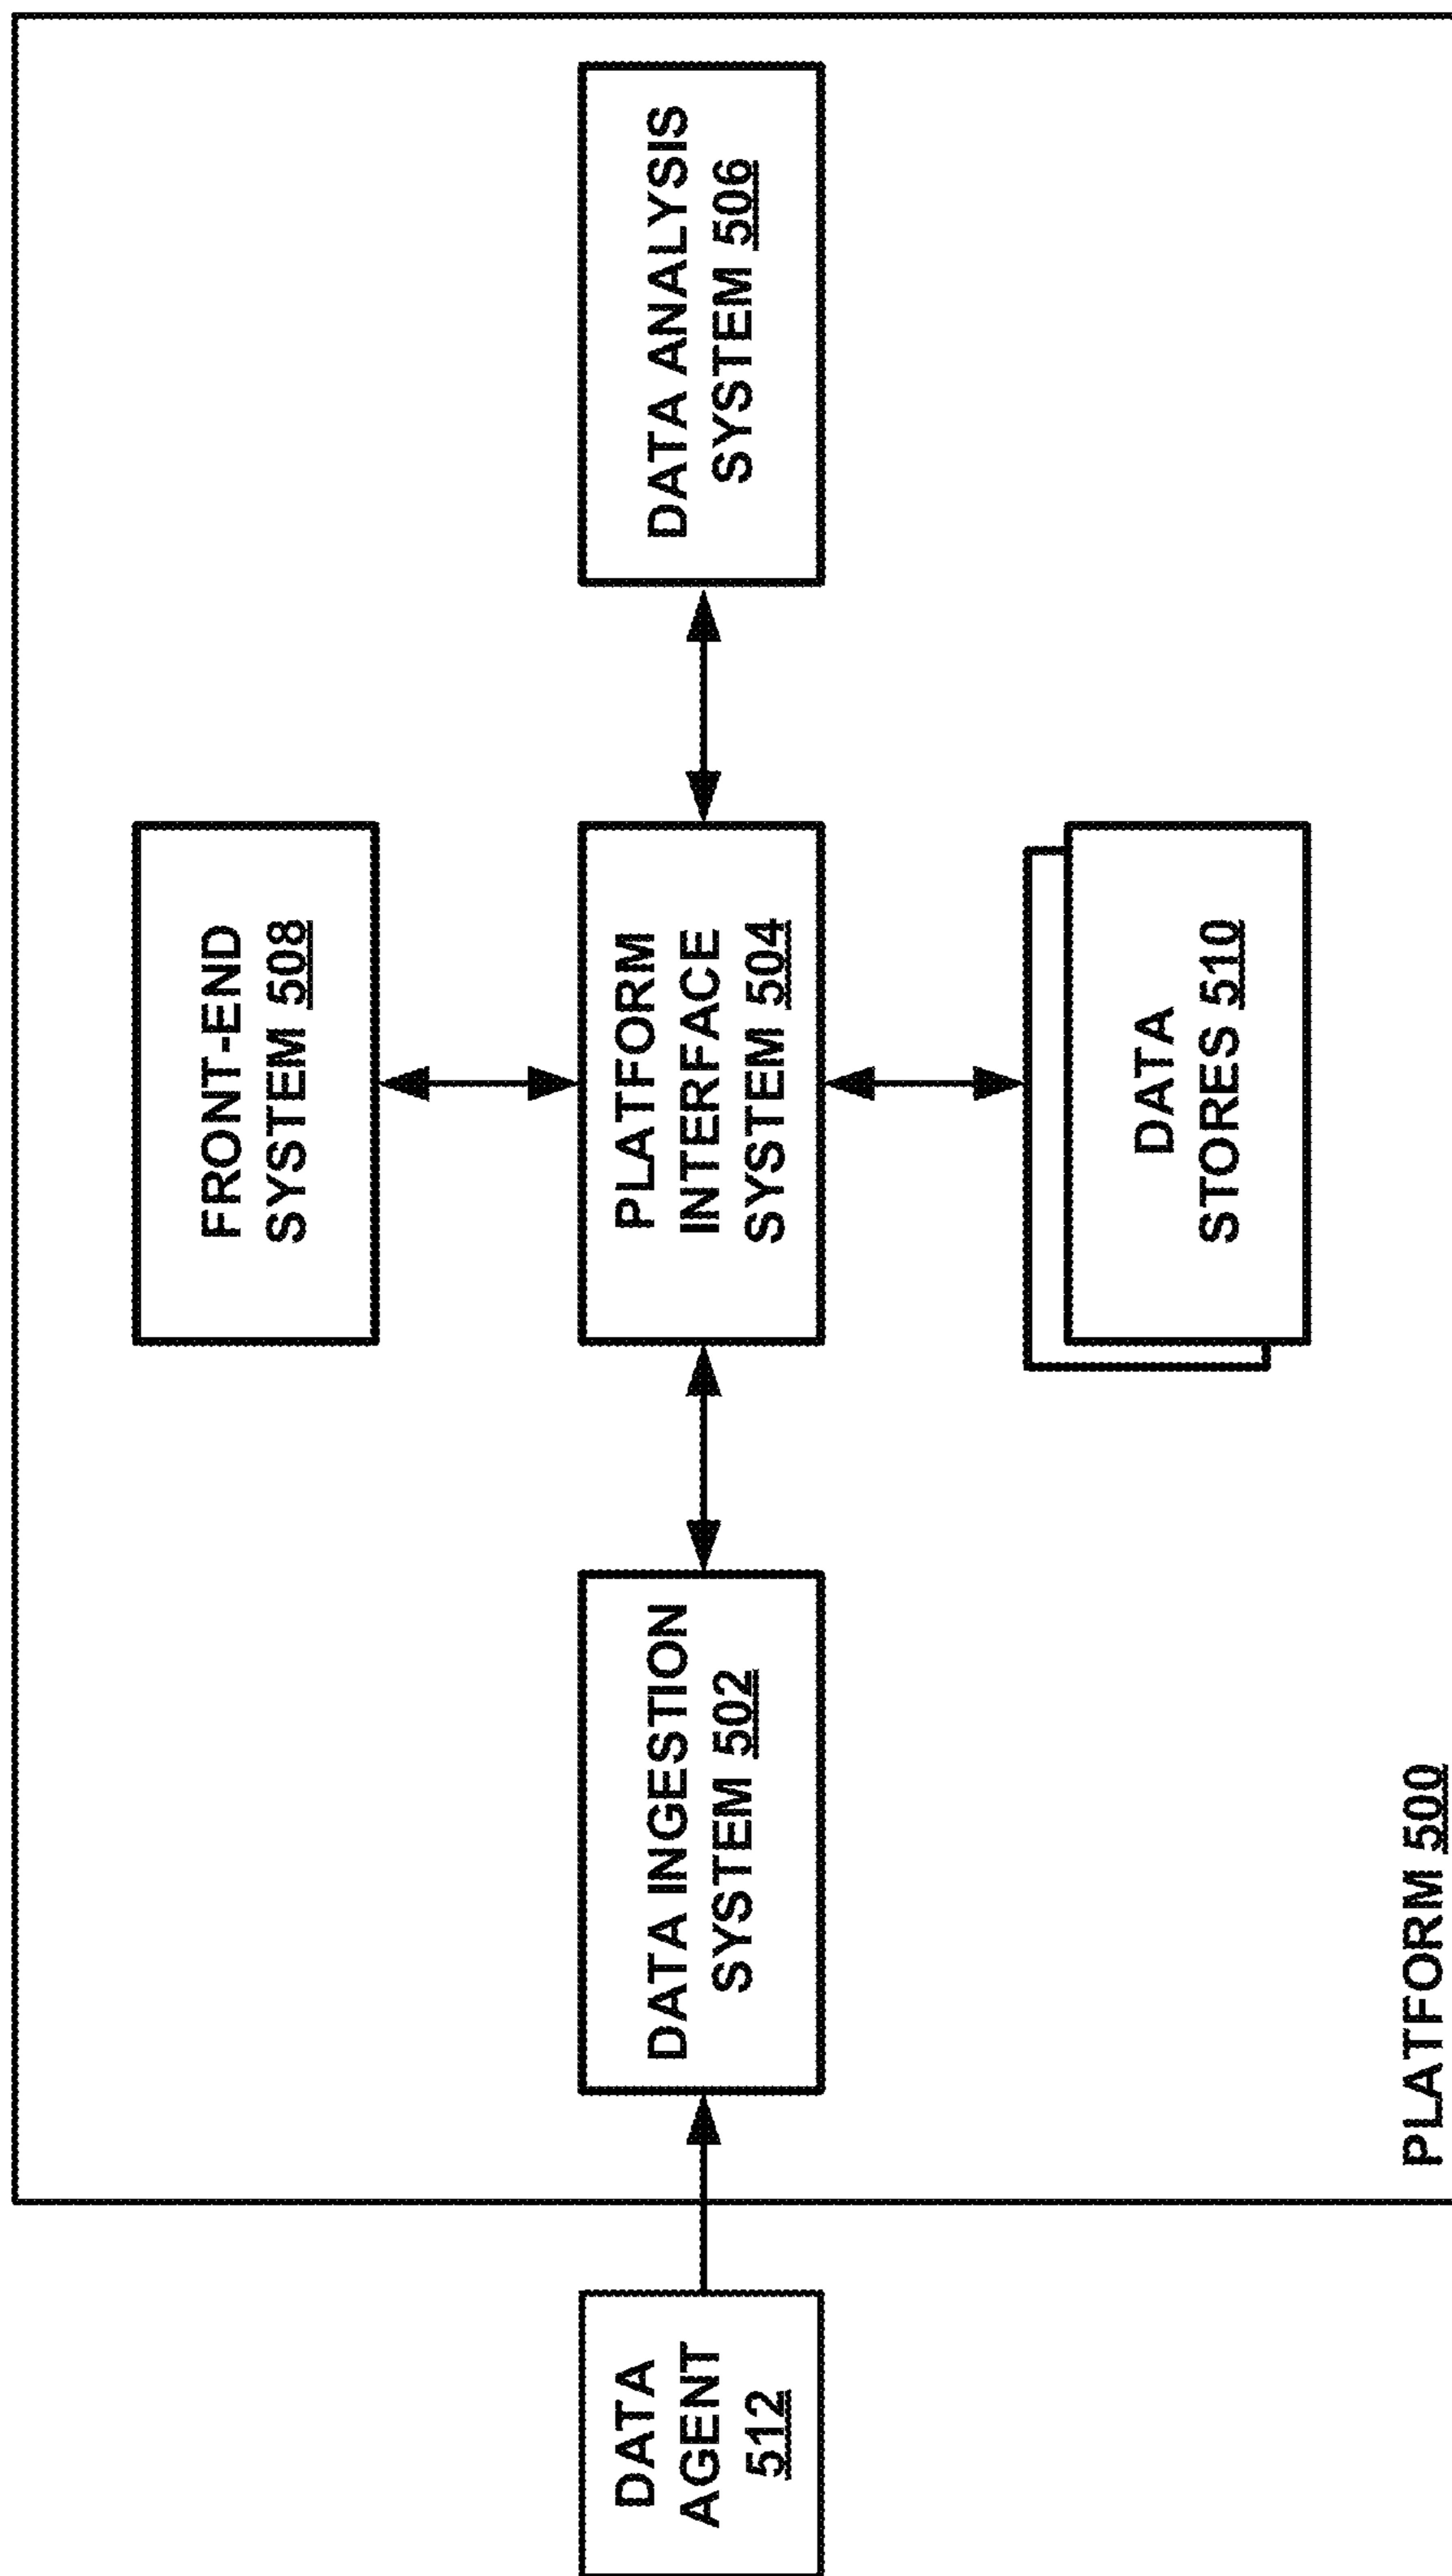 FRONT-END
SYSTEM 508
DATA
AGENT
512
DATA INGESTION
SYSTEM 502
PLATFORM
INTERFACE
SYSTEM 504
DATA ANALYSIS
SYSTEM 506
DATA
STORES 510
PLATFORM 500